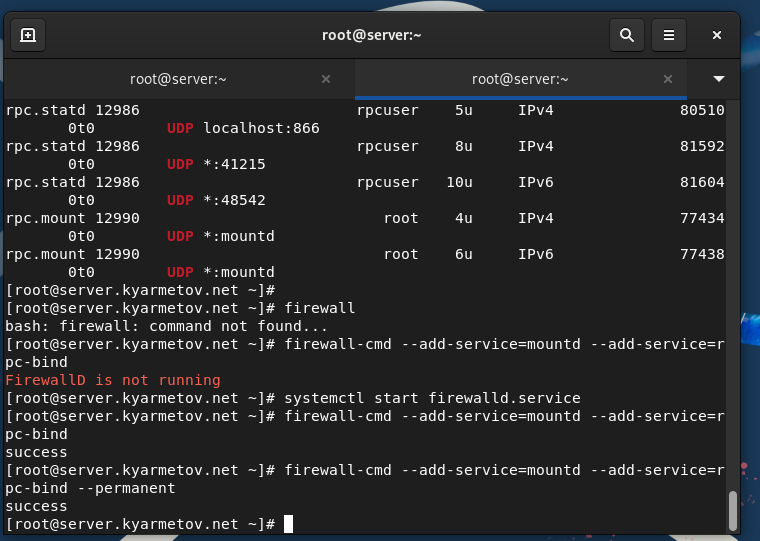 root@server:~
root@server:~
root@server:~
rpc.statd 12986                        rpcuser    5u     IPv4              80510
       0t0        UDP localhost:866
rpc.statd 12986                        rpcuser    8u     IPv4              81592
       0t0        UDP *:41215
rpc.statd 12986                        rpcuser   10u     IPv6              81604
       0t0        UDP *:48542
rpc.mount 12990                           root    4u     IPv4              77434
       0t0        UDP *:mountd
rpc.mount 12990                           root    6u     IPv6              77438
       0t0        UDP *:mountd
[root@server.kyarmetov.net ~]#
[root@server.kyarmetov.net ~]# firewall
bash: firewall: command not found...
[root@server.kyarmetov.net ~]# firewall-cmd --add-service=mountd --add-service=r
pc-bind
FirewallD is not running
[root@server.kyarmetov.net ~]# systemctl start firewalld.service
[root@server.kyarmetov.net ~]# firewall-cmd --add-service=mountd --add-service=r
pc-bind
success
[root@server.kyarmetov.net ~]# firewall-cmd --add-service=mountd --add-service=r
pc-bind --permanent
success
[root@server.kyarmetov.net ~]#